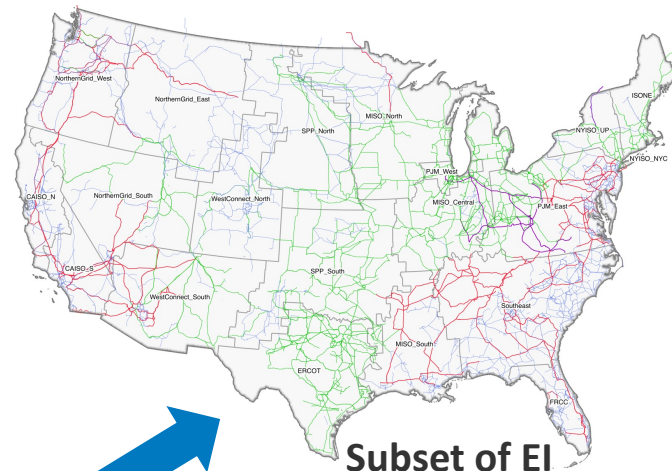 NorthernGrid_West
NorthernGrid_East
SPP_North
MISO_North
ISONE
NYISO_UP
NYISO_NYC
PJM_West
MISO_Central
PJM_East
CAISO_N
NorthernGrid_South
WestConnect_North
CAISO_S
WestConnect_South
SPP_South
Southeast
MISO_South
ERCOT
FRCC
Subset of EI